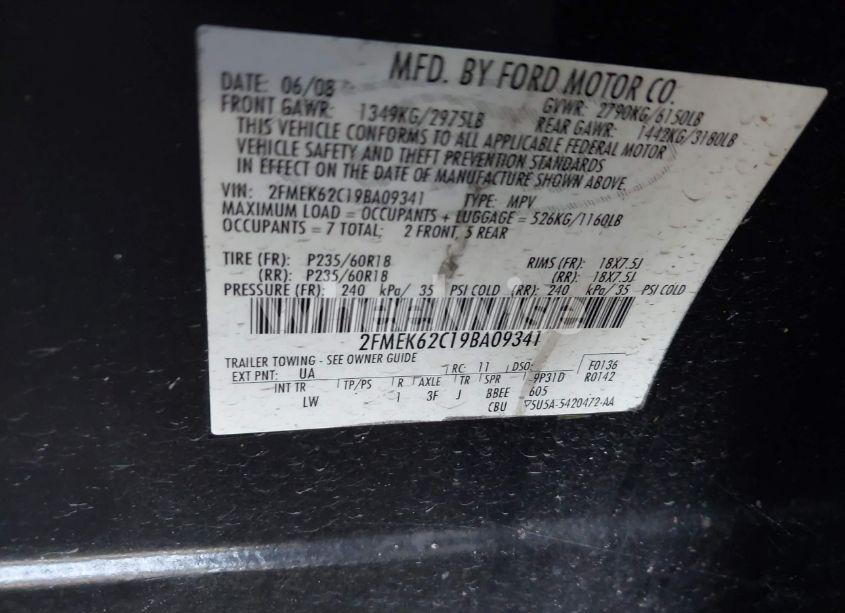 MFD. BY FORD MOTOR CO.
DATE: 06/08 GVWR: 2790KG/6150LB
FRONT GAWR: 1349KG/2975LB REAR GAWR: 1442KG/3180LB
THIS VEHICLE CONFORMS TO ALL APPLICABLE FEDERAL MOTOR
VEHICLE SAFETY AND THEFT PREVENTION STANDARDS
IN EFFECT ON THE DATE OF MANUFACTURE SHOWN ABOVE.
VIN: 2FMEK62C19BA09341 TYPE: MPV
MAXIMUM LOAD = OCCUPANTS + LUGGAGE = 526KG/1160LB
OCCUPANTS = 7 TOTAL; 2 FRONT, 5 REAR
TIRE (FR): P235/60R18 RIMS (FR): 18X7.5J
(RR): P235/60R18 (RR): 18X7.5J
PRESSURE (FR): 240 kPa/ 35 PSI COLD (RR): 240 kPa/ 35 PSI COLD
2FMEK62C19BA09341
TRAILER TOWING - SEE OWNER GUIDE
EXT PNT: UA RC: 11 DSO: F0136
R0142
INT TR TP/PS R AXLE TR SPR 9P31D
LW 1 3F J BBEE 605
CBU 5U5A-5420472-AA